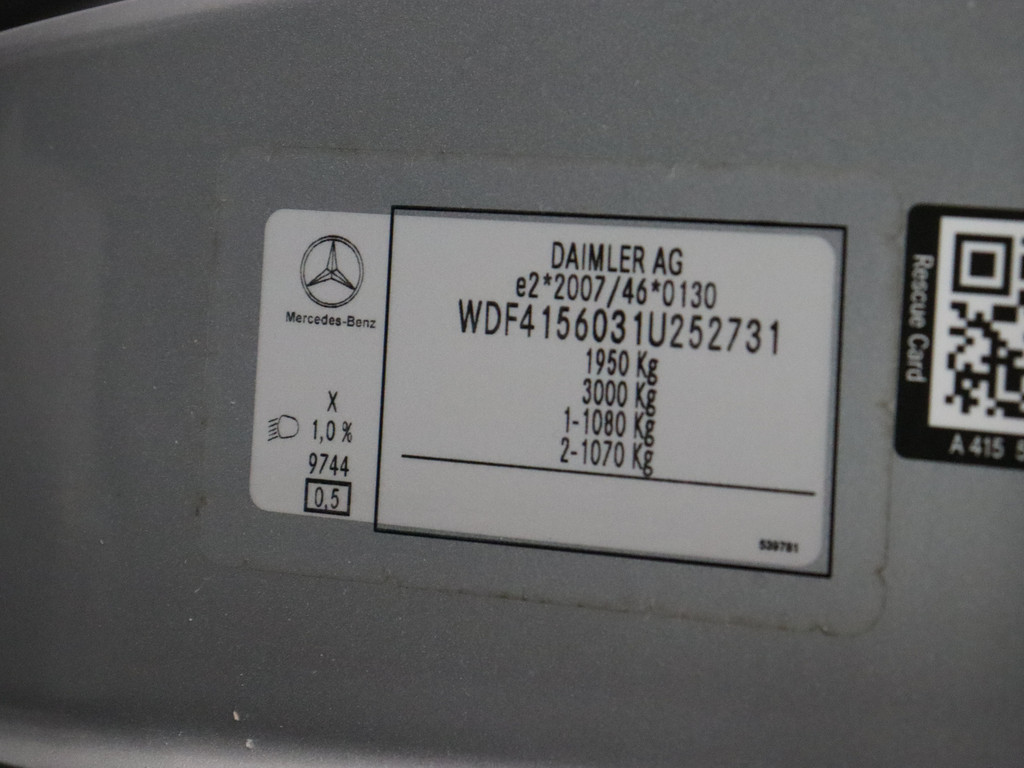 Mercedes-Benz
X
1,0 %
9744
0,5
DAIMLER AG
e2*2007/46*0130
WDF4156031U252731
1950 Kg
3000 Kg
1-1080 Kg
2-1070 Kg
539781
Rescue Card
A 415 5